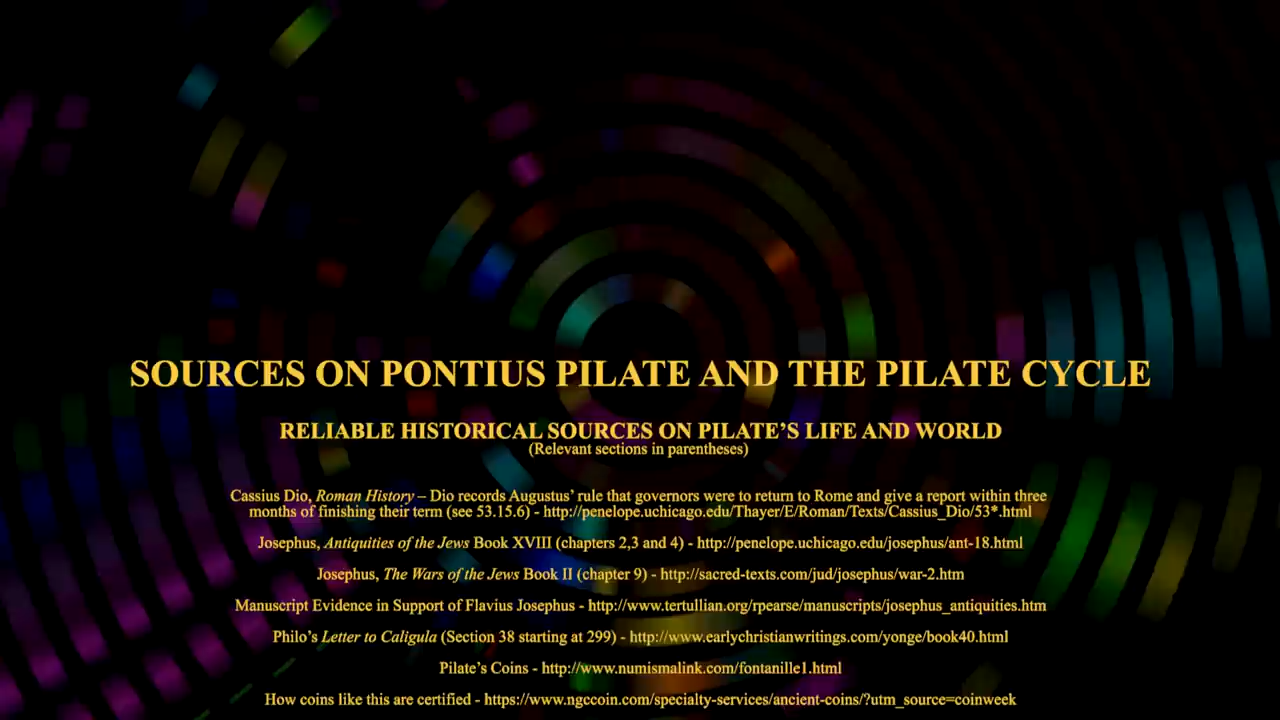 SOURCES ON PONTIUS PILATE AND THE PILATE CYCLE
RELIABLE HISTORICAL SOURCES ON PILATE’S LIFE AND WORLD
(Relevant sections in parentheses)
Cassius Dio, Roman History – Dio records Augustus’ rule that governors were to return to Rome and give a report within three
months of finishing their term (see 53.15.6) - http://penelope.uchicago.edu/Thayer/E/Roman/Texts/Cassius_Dio/53*.html
Josephus, Antiquities of the Jews Book XVIII (chapters 2,3 and 4) - http://penelope.uchicago.edu/josephus/ant-18.html
Josephus, The Wars of the Jews Book II (chapter 9) - http://sacred-texts.com/jud/josephus/war-2.htm
Manuscript Evidence in Support of Flavius Josephus - http://www.tertullian.org/rpearse/manuscripts/josephus_antiquities.htm
Philo’s Letter to Caligula (Section 38 starting at 299) - http://www.earlychristianwritings.com/yonge/book40.html
Pilate’s Coins - http://www.numismalink.com/fontanille1.html
How coins like this are certified - https://www.ngccoin.com/specialty-services/ancient-coins/?utm_source=coinweek